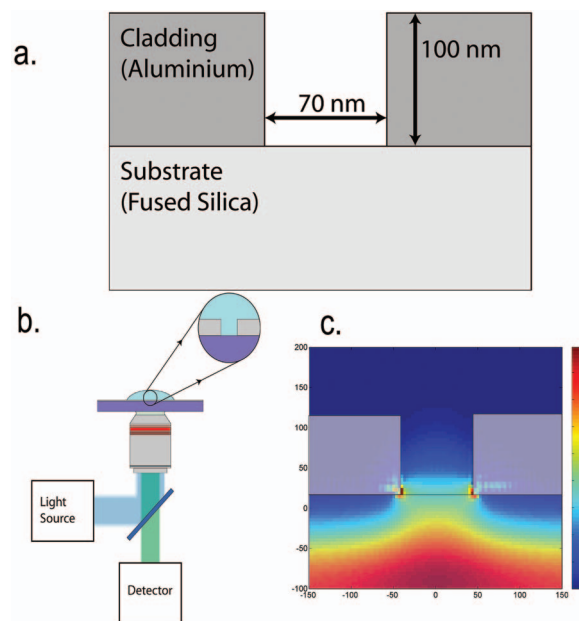 a.
Cladding
(Aluminium)
100 nm
70 nm
Substrate
(Fused Silica)
b.
Light
Source
Detector
c.
200
150
100
50
0
-50
-100
-150 -100 -50 0 50 100 150